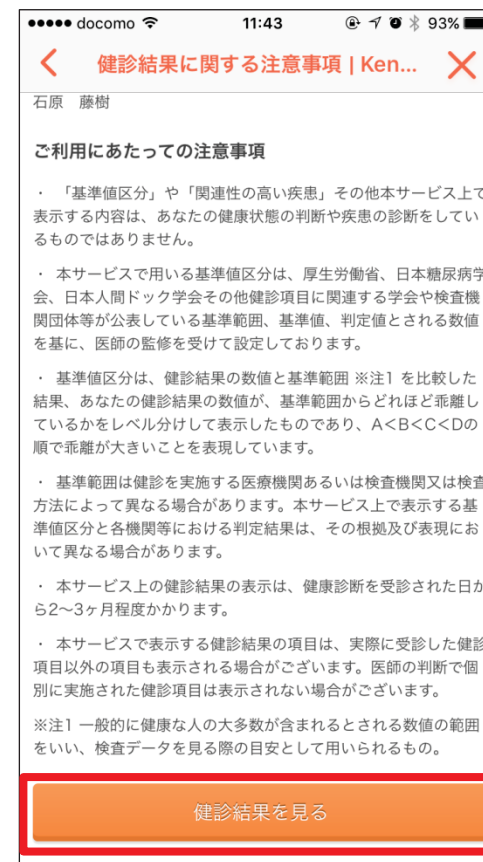 docomo 11:43 93%
健診結果に関する注意事項 | Ken...
石原 藤樹
ご利用にあたっての注意事項
・ 「基準値区分」や「関連性の高い疾患」その他本サービス上で
表示する内容は、あなたの健康状態の判断や疾患の診断をしてい
るものではありません。
・ 本サービスで用いる基準値区分は、厚生労働省、日本糖尿病学
会、日本人間ドック学会その他健診項目に関連する学会や検査機
関団体等が公表している基準範囲、基準値、判定値とされる数値
を基に、医師の監修を受けて設定しております。
・ 基準値区分は、健診結果の数値と基準範囲 ※注1 を比較した
結果、あなたの健診結果の数値が、基準範囲からどれほど乖離し
ているかをレベル分けして表示したものであり、A<B<C<Dの
順で乖離が大きいことを表現しています。
・ 基準範囲は健診を実施する医療機関あるいは検査機関又は検査
方法によって異なる場合があります。本サービス上で表示する基
準値区分と各機関等における判定結果は、その根拠及び表現にお
いて異なる場合があります。
・ 本サービス上の健診結果の表示は、健康診断を受診された日か
ら2〜3ヶ月程度かかります。
・ 本サービスで表示する健診結果の項目は、実際に受診した健診
項目以外の項目も表示される場合がございます。医師の判断で個
別に実施された健診項目は表示されない場合がございます。
※注1 一般的に健康な人の大多数が含まれるとされる数値の範囲
をいい、検査データを見る際の目安として用いられるもの。
健診結果を見る